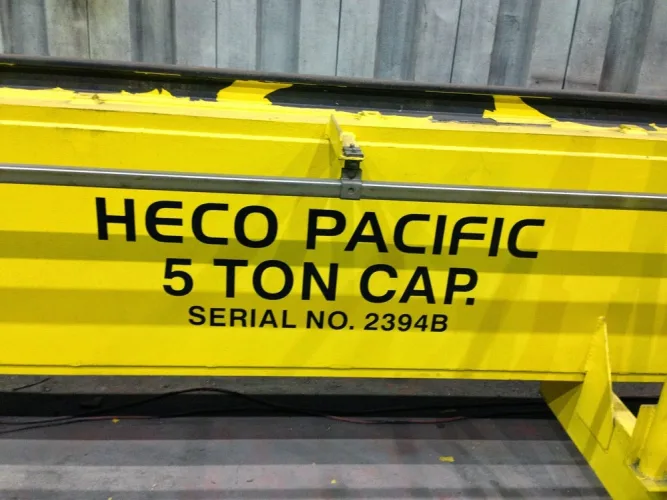 HECO PACIFIC
5 TON CAP.
SERIAL NO. 2394B